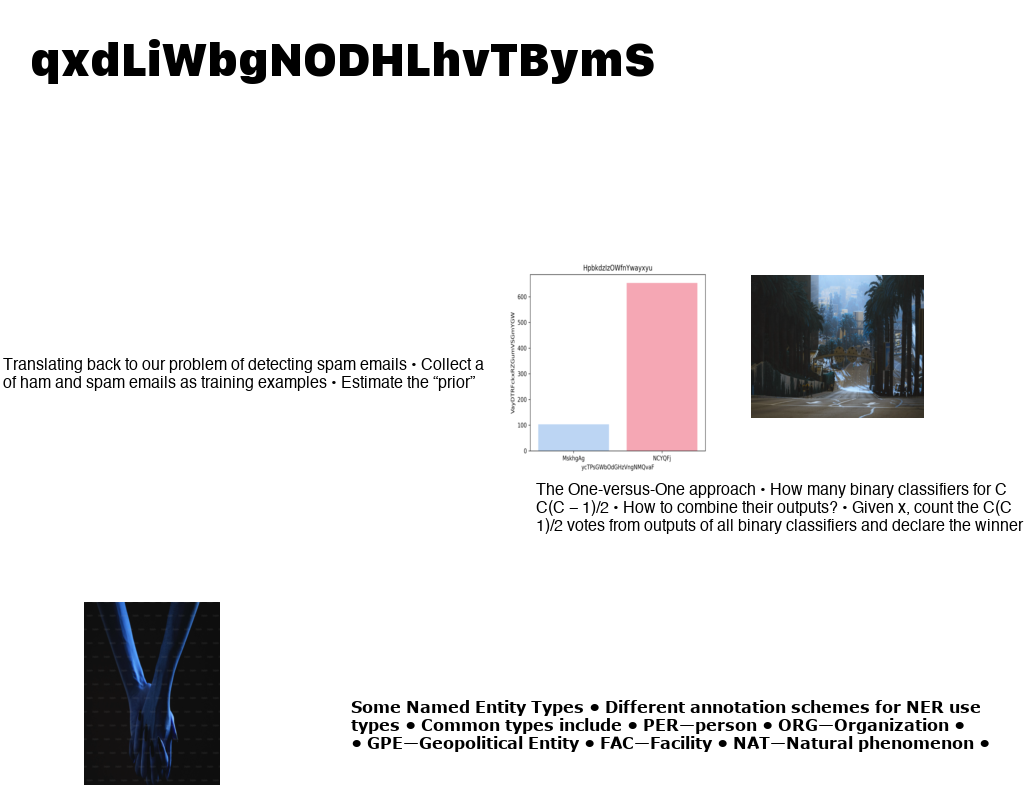 qxdLiWbgNODHLhvTBymS
HpbkdzIzOWfnYwayxyu
600
500
400
300
200
100
0
MskhgAg NCYQFj
ycTPsGWbOdGHzVngNMQvaF
Translating back to our problem of detecting spam emails • Collect a
of ham and spam emails as training examples • Estimate the “prior”
The One-versus-One approach • How many binary classifiers for C
C(C – 1)/2 • How to combine their outputs? • Given x, count the C(C
1)/2 votes from outputs of all binary classifiers and declare the winner
Some Named Entity Types ● Different annotation schemes for NER use
types ● Common types include ● PER—person ● ORG—Organization ●
● GPE—Geopolitical Entity ● FAC—Facility ● NAT—Natural phenomenon ●